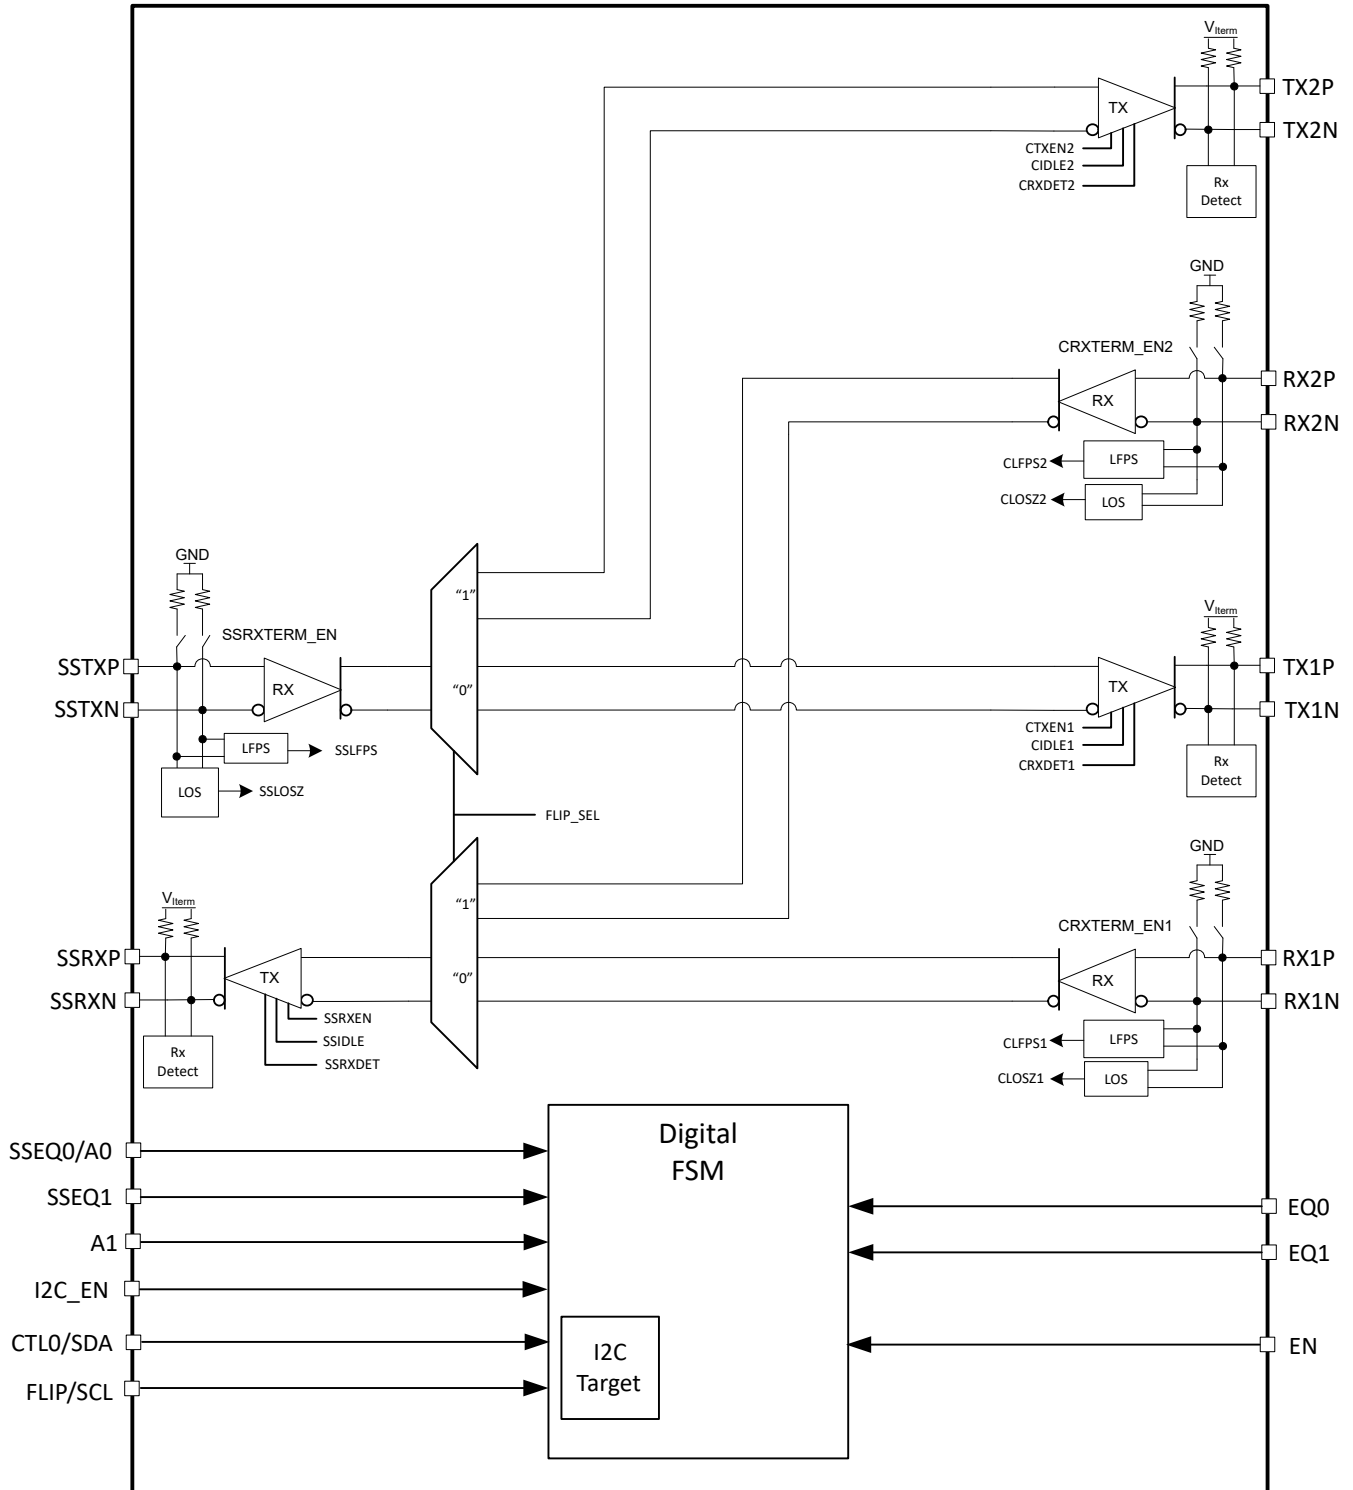 VIterm
TX2P
TX
TX2N
CTXEN2
CIDLE2
CRXDET2
Rx
Detect
GND
CRXTERM_EN2
RX2P
RX
RX2N
CLFPS2
LFPS
CLOSZ2
LOS
GND
"1"
VIterm
SSRXTERM_EN
SSTXP
TX1P
RX
"0"
TX
SSTXN
TX1N
CTXEN1
LFPS
SSLFPS
CIDLE1
CRXDET1
Rx
Detect
LOS
SSLOSZ
FLIP_SEL
GND
VIterm
"1"
CRXTERM_EN1
SSRXP
RX1P
TX
"0"
RX
SSRXN
RX1N
SSRXEN
SSIDLE
CLFPS1
LFPS
Rx
Detect
SSRXDET
CLOSZ1
LOS
Digital
FSM
SSEQ0/A0
SSEQ1
EQ0
A1
EQ1
I2C_EN
CTL0/SDA
EN
I2C
Target
FLIP/SCL